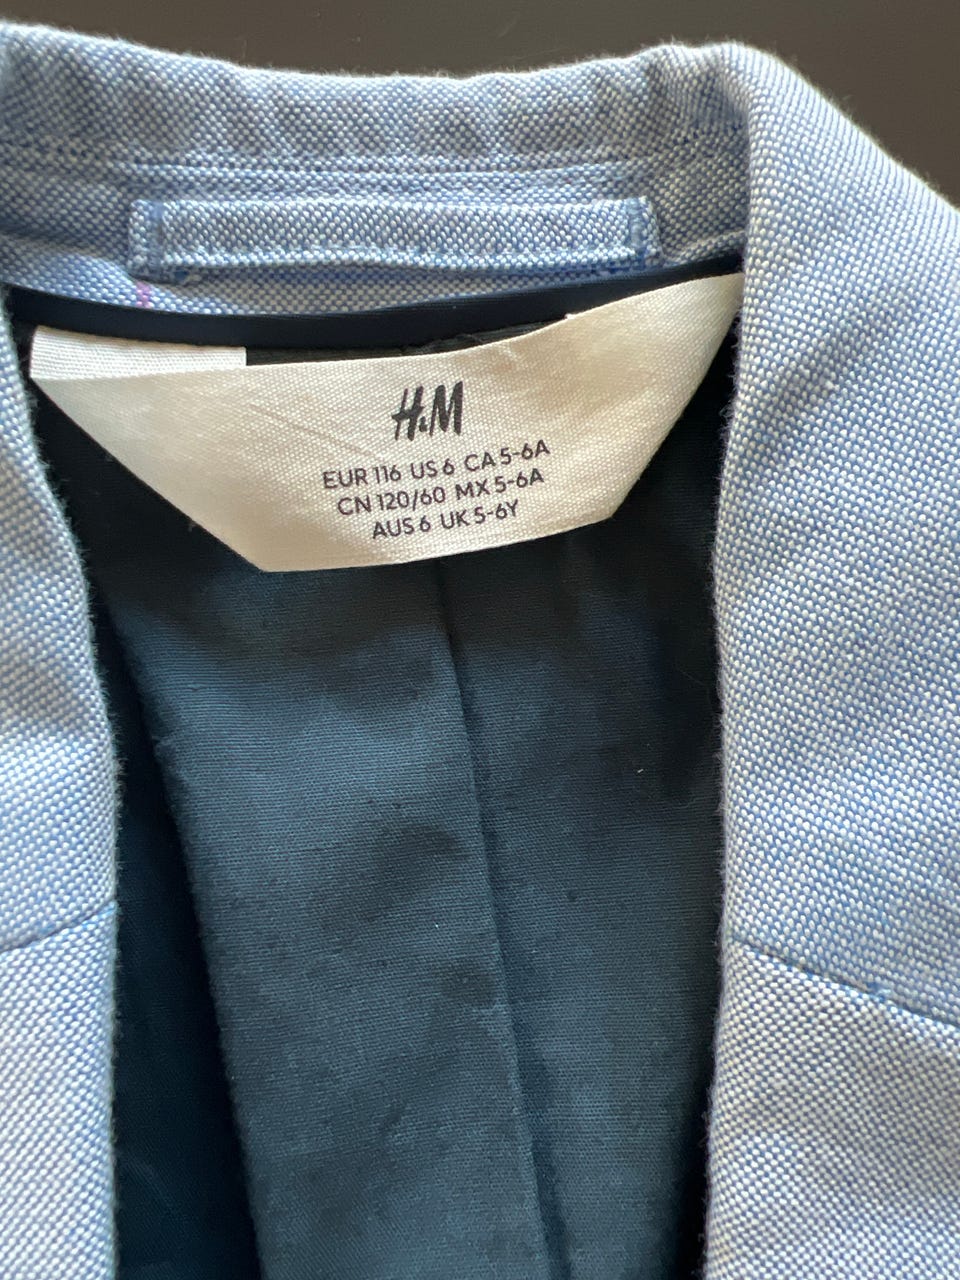 H&M
EUR 116 US 6 CA 5-6A
CN 120/60 MX 5-6A
AUS 6 UK 5-6Y